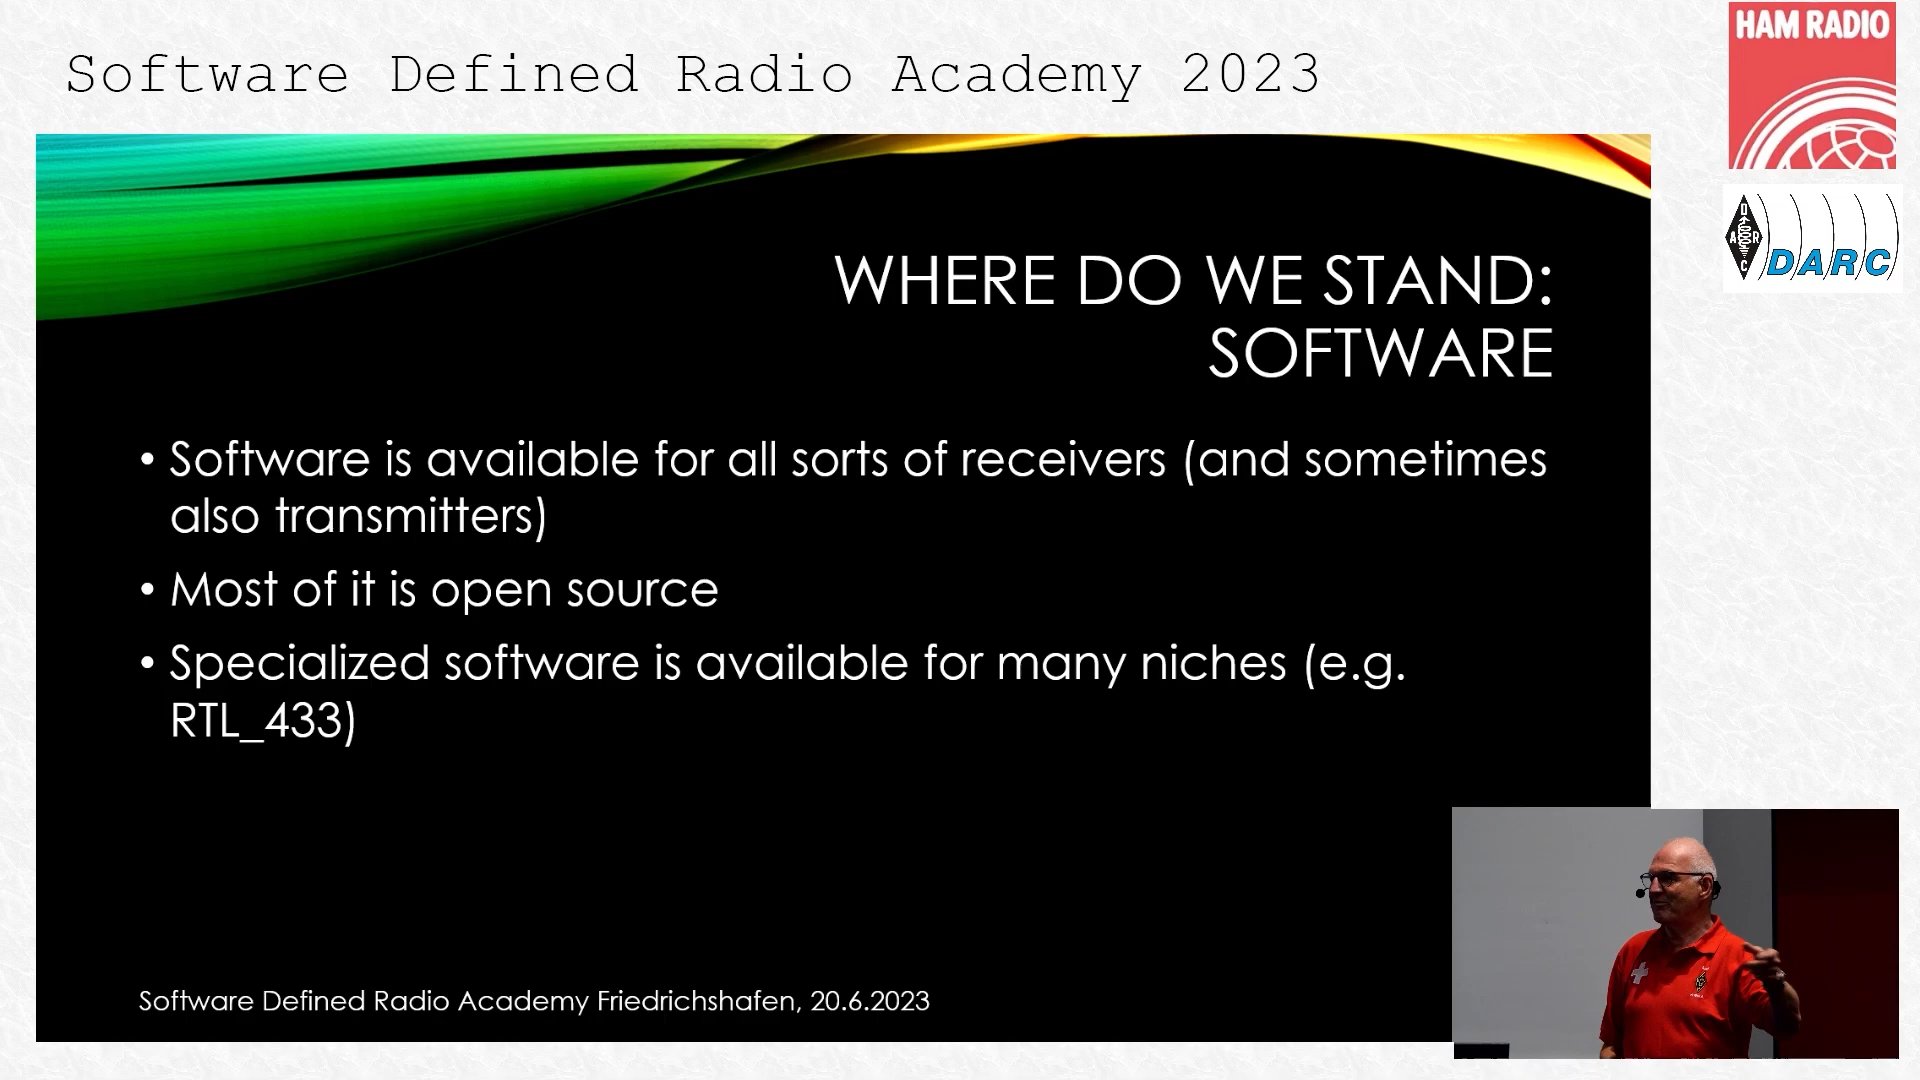 Software Defined Radio Academy 2023
HAM RADIO
D
A R
C
DARC
WHERE DO WE STAND:
SOFTWARE
• Software is available for all sorts of receivers (and sometimes
also transmitters)
• Most of it is open source
• Specialized software is available for many niches (e.g.
RTL_433)
Software Defined Radio Academy Friedrichshafen, 20.6.2023